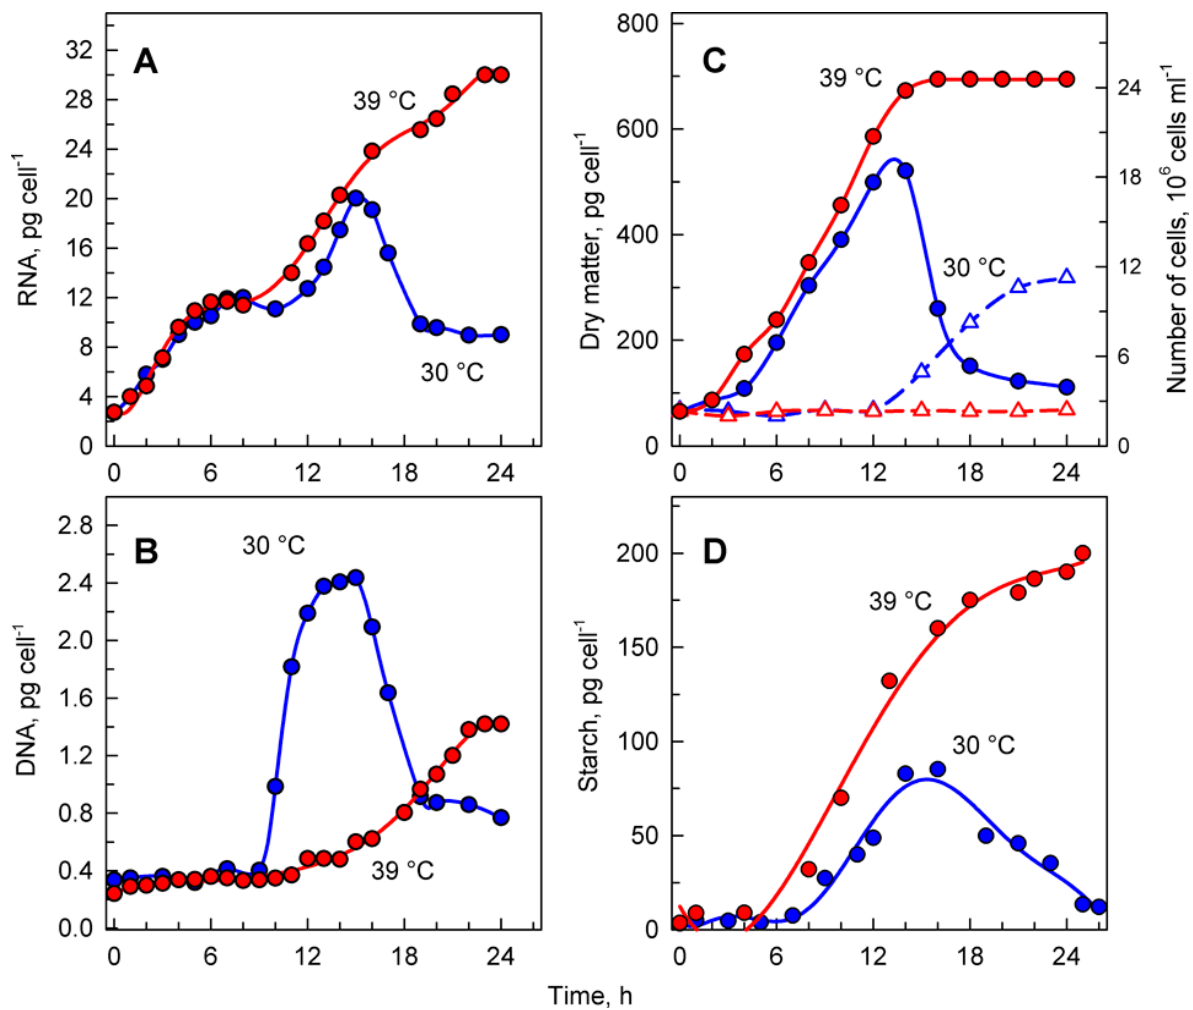 A
RNA, pg cell⁻¹
32
28
24
20
16
12
8
4
0
39 °C
30 °C
0 6 12 18 24
C
Dry matter, pg cell⁻¹
800
600
400
200
0
39 °C
30 °C
24
18
12
6
0
Number of cells, 10⁶ cells ml⁻¹
0 6 12 18 24
B
DNA, pg cell⁻¹
2.8
2.4
2.0
1.6
1.2
0.8
0.4
0.0
30 °C
39 °C
0 6 12 18 24
D
Starch, pg cell⁻¹
200
150
100
50
0
39 °C
30 °C
0 6 12 18 24
Time, h